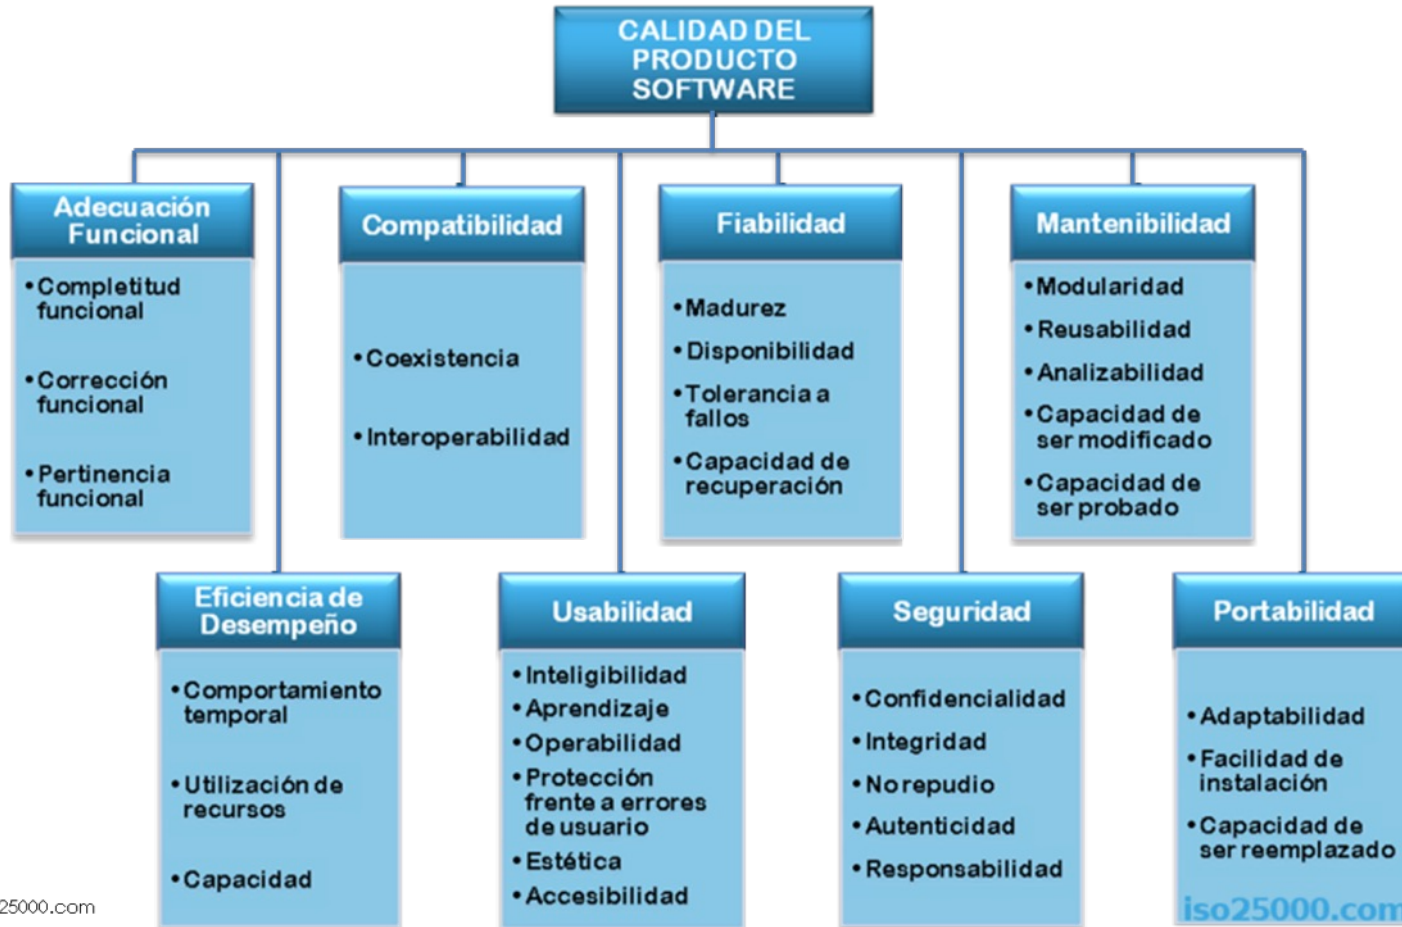 CALIDAD DEL
PRODUCTO
SOFTWARE
Adecuación
Funcional
•Completitud
funcional
•Corrección
funcional
•Pertinencia
funcional
Compatibilidad
•Coexistencia
•Interoperabilidad
Fiabilidad
•Madurez
•Disponibilidad
•Tolerancia a
fallos
•Capacidad de
recuperación
Mantenibilidad
•Modularidad
•Reusabilidad
•Analizabilidad
•Capacidad de
ser modificado
•Capacidad de
ser probado
Eficiencia de
Desempeño
•Comportamiento
temporal
•Utilización de
recursos
•Capacidad
Usabilidad
•Inteligibilidad
•Aprendizaje
•Operabilidad
•Protección
frente a errores
de usuario
•Estética
•Accesibilidad
Seguridad
•Confidencialidad
•Integridad
•No repudio
•Autenticidad
•Responsabilidad
Portabilidad
•Adaptabilidad
•Facilidad de
instalación
•Capacidad de
ser reemplazado
25000.com
iso25000.com